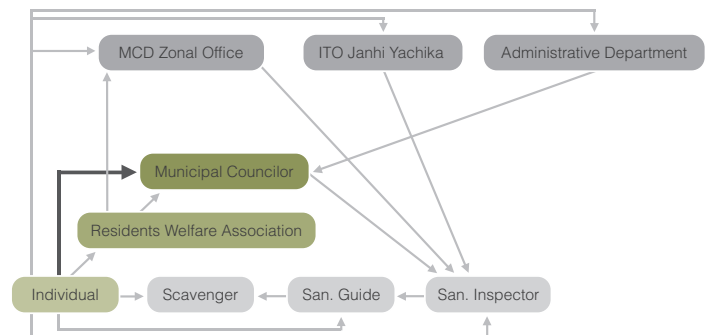 MCD Zonal Office
ITO Janhi Yachika
Administrative Department
Municipal Councilor
Residents Welfare Association
Individual
Scavenger
San. Guide
San. Inspector